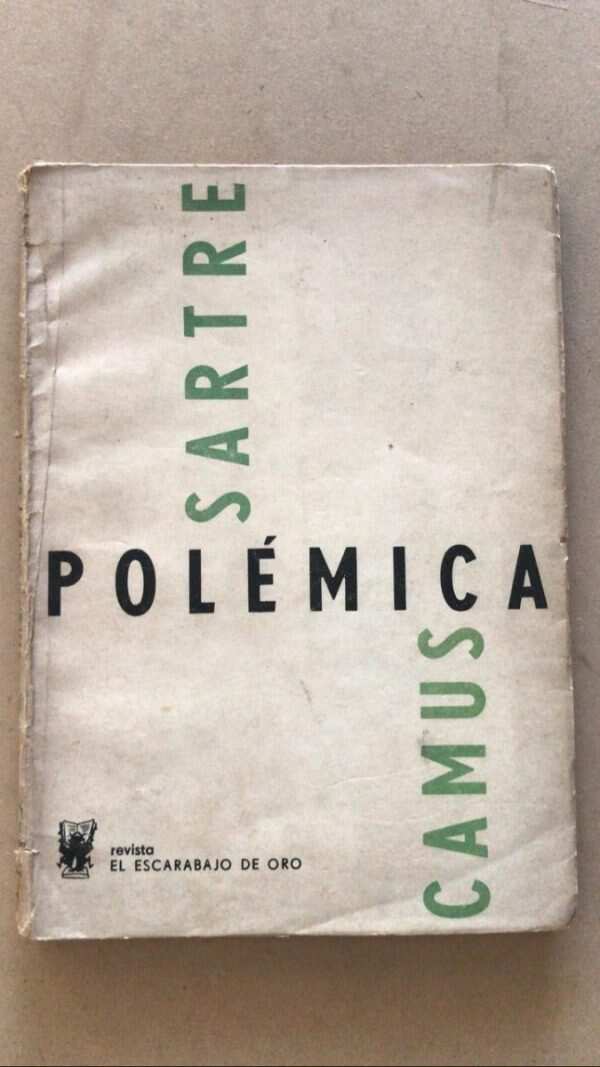 SARTRE
POLÉMICA
CAMUS
revista
EL ESCARABAJO DE ORO